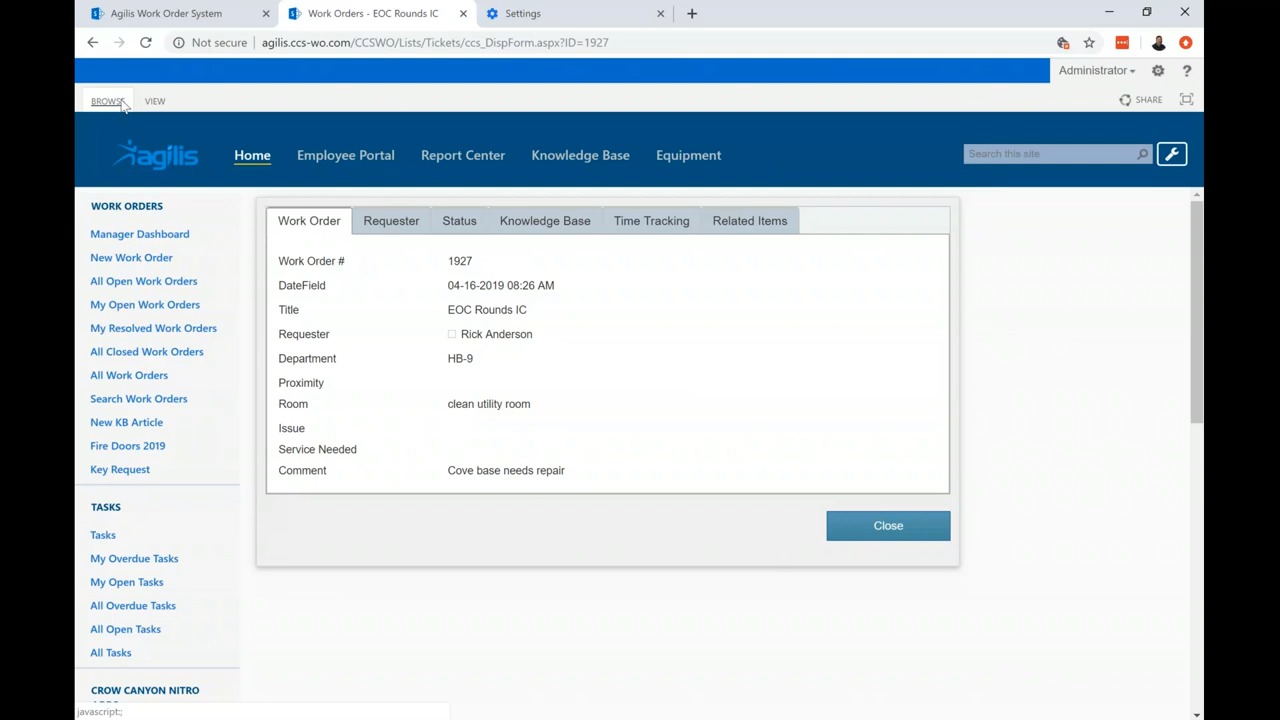 Agilis Work Order System
Work Orders - EOC Rounds IC
Settings
Not secure
agilis.ccs-wo.com/CCSWO/Lists/Tickets/ccs_DispForm.aspx?ID=1927
Administrator
BROWSE
VIEW
SHARE
agilis
Home
Employee Portal
Report Center
Knowledge Base
Equipment
Search this site
WORK ORDERS
Manager Dashboard
New Work Order
All Open Work Orders
My Open Work Orders
My Resolved Work Orders
All Closed Work Orders
All Work Orders
Search Work Orders
New KB Article
Fire Doors 2019
Key Request
TASKS
Tasks
My Overdue Tasks
My Open Tasks
All Overdue Tasks
All Open Tasks
All Tasks
CROW CANYON NITRO
Work Order
Requester
Status
Knowledge Base
Time Tracking
Related Items
Work Order # 1927
DateField 04-16-2019 08:26 AM
Title EOC Rounds IC
Requester Rick Anderson
Department HB-9
Proximity
Room clean utility room
Issue
Service Needed
Comment Cove base needs repair
Close
javascript:;